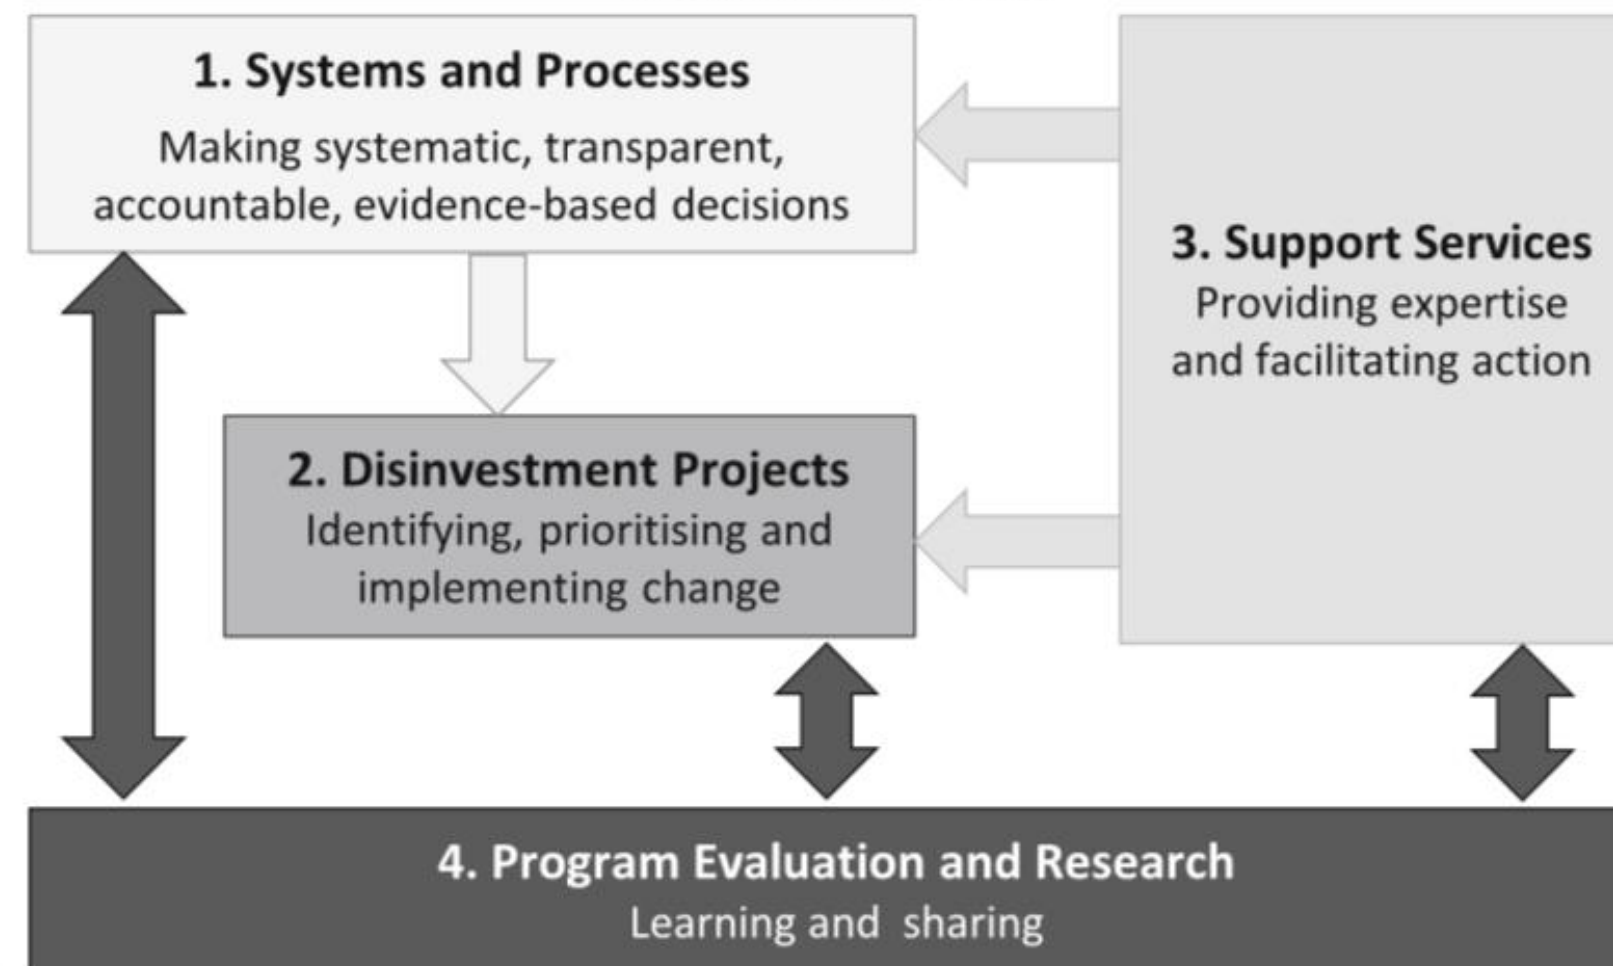 1. Systems and Processes
Making systematic, transparent,
accountable, evidence-based decisions
2. Disinvestment Projects
Identifying, prioritising and
implementing change
3. Support Services
Providing expertise
and facilitating action
4. Program Evaluation and Research
Learning and sharing